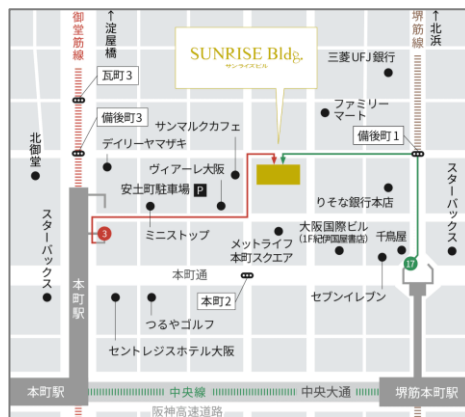 御堂筋線
↑淀屋橋
堺筋線
↑北浜
SUNRISE Bldg.
サンライズビル
三菱UFJ銀行
瓦町3
ファミリーマート
備後町3
サンマルクカフェ
備後町1
デイリーヤマザキ
北御堂
ヴィアーレ大阪
安土町駐車場 P
りそな銀行本店
スターバックス
スターバックス
3
ミニストップ
メットライフ
本町スクエア
大阪国際ビル
(1F紀伊国屋書店)
千鳥屋
17
本町駅
本町通
本町2
セブンイレブン
つるやゴルフ
セントレジスホテル大阪
本町駅
中央線
中央大通
堺筋本町駅
阪神高速道路